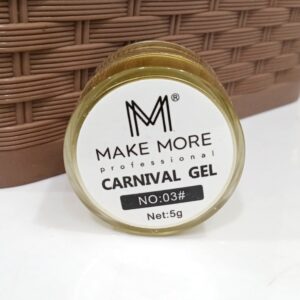 M®
MAKE MORE
professional
CARNIVAL GEL
NO:03#
Net:5g